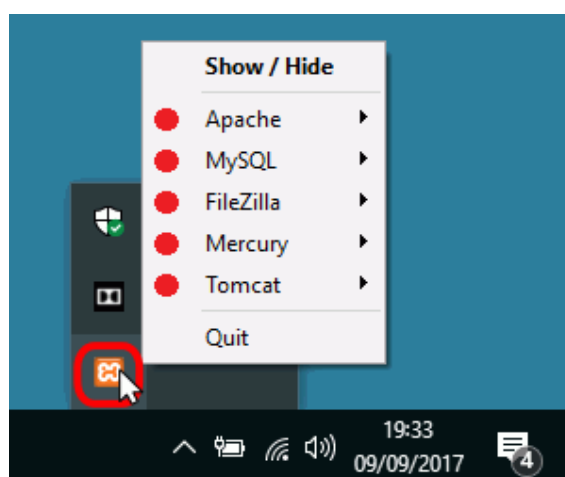 Show / Hide
Apache
MySQL
FileZilla
Mercury
Tomcat
Quit
19:33
09/09/2017
4